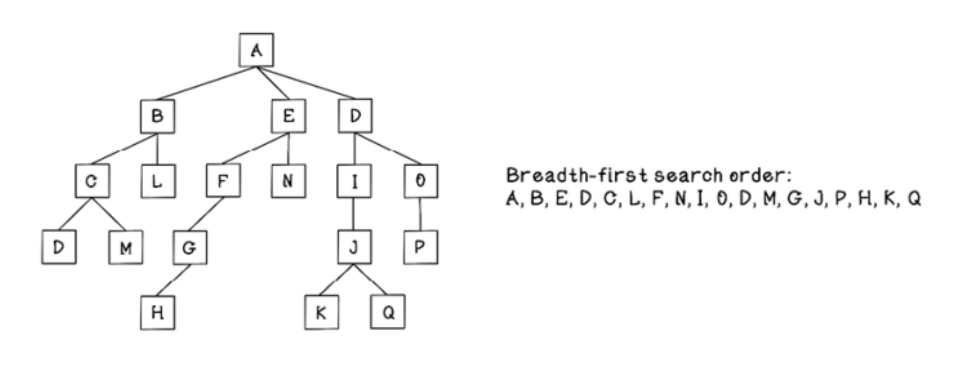 A
B E D
C L F N I O
D M G J P
H K Q
Breadth-first search order:
A, B, E, D, C, L, F, N, I, O, D, M, G, J, P, H, K, Q